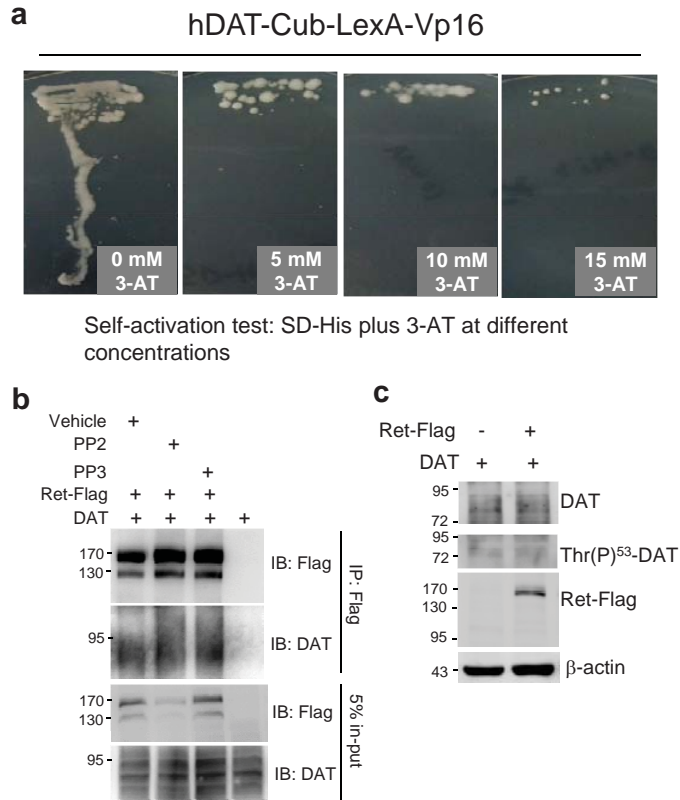 a
hDAT-Cub-LexA-Vp16
0 mM 3-AT
5 mM 3-AT
10 mM 3-AT
15 mM 3-AT
Self-activation test: SD-His plus 3-AT at different
concentrations
b
Vehicle +
PP2 +
PP3 +
Ret-Flag + + +
DAT + + + +
170
130
IB: Flag
95
IB: DAT
IP: Flag
170
130
IB: Flag
95
IB: DAT
5% in-put
c
Ret-Flag - +
DAT + +
95
72
DAT
95
72
Thr(P)53-DAT
170
130
95
Ret-Flag
43
β-actin